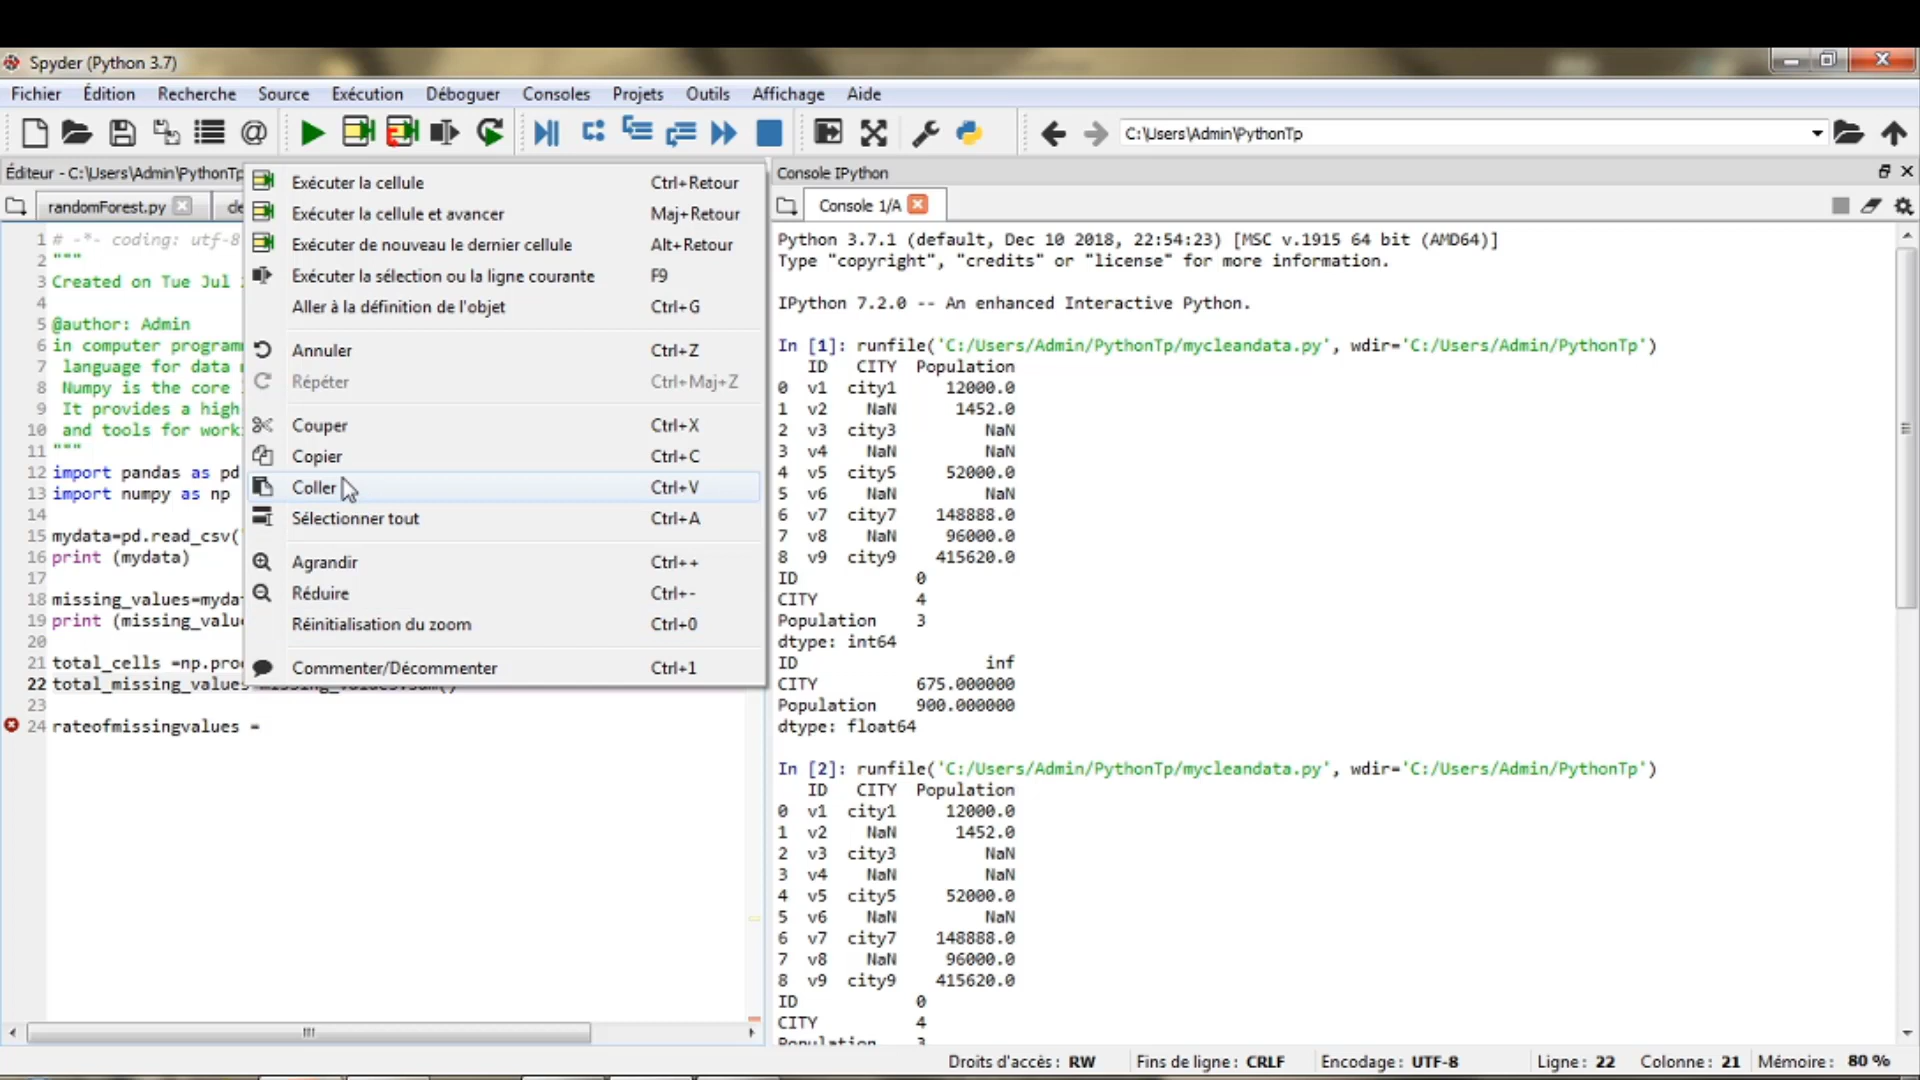 Spyder (Python 3.7)
Fichier Édition Recherche Source Exécution Déboguer Consoles Projets Outils Affichage Aide
C:\Users\Admin\PythonTp
Éditeur - C:\Users\Admin\PythonTp
randomForest.py
de
1 # -*- coding: utf-8
2 """
3 Created on Tue Jul
4
5 @author: Admin
6 in computer programm
7 language for data
8 Numpy is the core
9 It provides a high
10 and tools for work
11 """
12 import pandas as pd
13 import numpy as np
14
15 mydata=pd.read_csv(
16 print (mydata)
17
18 missing_values=myda
19 print (missing_valu
20
21 total_cells =np.pro
22 total_missing_values
23
24 rateofmissingvalues =
Exécuter la cellule Ctrl+Retour
Exécuter la cellule et avancer Maj+Retour
Exécuter de nouveau le dernier cellule Alt+Retour
Exécuter la sélection ou la ligne courante F9
Aller à la définition de l'objet Ctrl+G
Annuler Ctrl+Z
Répéter Ctrl+Maj+Z
Couper Ctrl+X
Copier Ctrl+C
Coller Ctrl+V
Sélectionner tout Ctrl+A
Agrandir Ctrl++
Réduire Ctrl+-
Réinitialisation du zoom Ctrl+0
Commenter/Décommenter Ctrl+1
Console IPython
Console 1/A
Python 3.7.1 (default, Dec 10 2018, 22:54:23) [MSC v.1915 64 bit (AMD64)]
Type "copyright", "credits" or "license" for more information.
IPython 7.2.0 -- An enhanced Interactive Python.
In [1]: runfile('C:/Users/Admin/PythonTp/mycleandata.py', wdir='C:/Users/Admin/PythonTp')
ID CITY Population
0 v1 city1 12000.0
1 v2 NaN 1452.0
2 v3 city3 NaN
3 v4 NaN NaN
4 v5 city5 52000.0
5 v6 NaN NaN
6 v7 city7 148888.0
7 v8 NaN 96000.0
8 v9 city9 415620.0
ID 0
CITY 4
Population 3
dtype: int64
ID inf
CITY 675.000000
Population 900.000000
dtype: float64
In [2]: runfile('C:/Users/Admin/PythonTp/mycleandata.py', wdir='C:/Users/Admin/PythonTp')
ID CITY Population
0 v1 city1 12000.0
1 v2 NaN 1452.0
2 v3 city3 NaN
3 v4 NaN NaN
4 v5 city5 52000.0
5 v6 NaN NaN
6 v7 city7 148888.0
7 v8 NaN 96000.0
8 v9 city9 415620.0
ID 0
CITY 4
Population 3
Droits d'accès : RW Fins de ligne : CRLF Encodage : UTF-8 Ligne : 22 Colonne : 21 Mémoire : 80 %